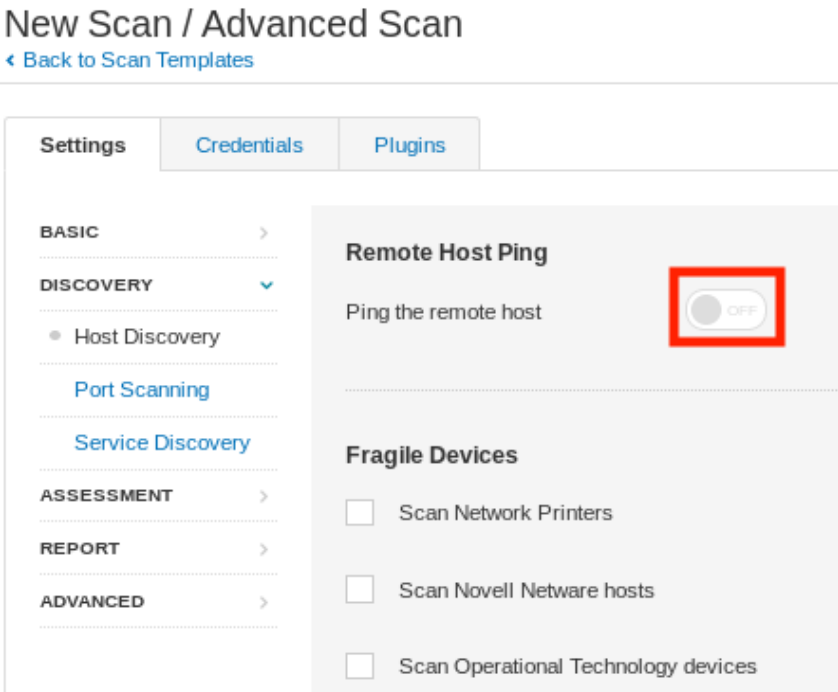 New Scan / Advanced Scan
Back to Scan Templates
Settings Credentials Plugins
BASIC
DISCOVERY
Host Discovery
Port Scanning
Service Discovery
ASSESSMENT
REPORT
ADVANCED
Remote Host Ping
Ping the remote host OFF
Fragile Devices
Scan Network Printers
Scan Novell Netware hosts
Scan Operational Technology devices